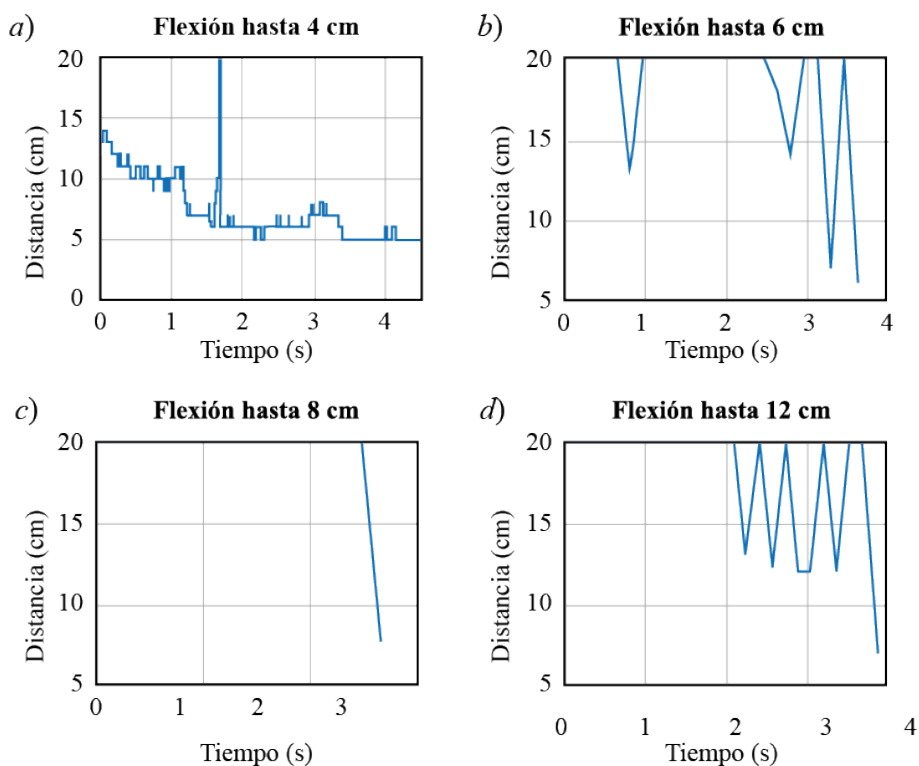 a) Flexión hasta 4 cm
20
15
10
5
0
Distancia (cm)
0 1 2 3 4
Tiempo (s)
b) Flexión hasta 6 cm
20
15
10
5
Distancia (cm)
0 1 2 3 4
Tiempo (s)
c) Flexión hasta 8 cm
20
15
10
5
Distancia (cm)
0 1 2 3
Tiempo (s)
d) Flexión hasta 12 cm
20
15
10
5
Distancia (cm)
0 1 2 3 4
Tiempo (s)